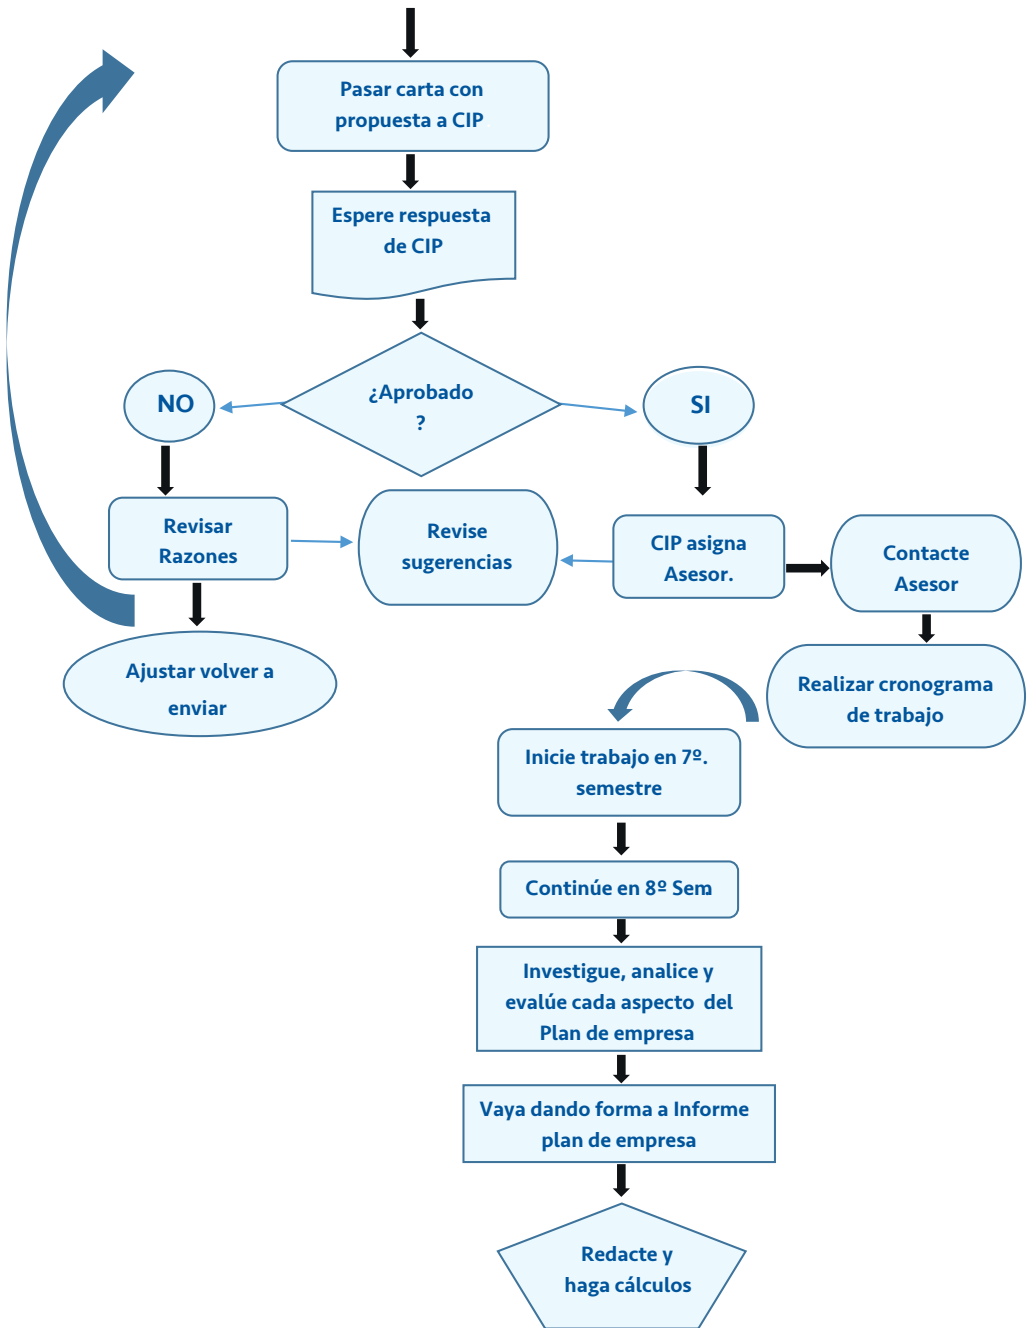 Pasar carta con
propuesta a CIP
Espere respuesta
de CIP
¿Aprobado
?
NO
SI
Revisar
Razones
Revise
sugerencias
CIP asigna
Asesor.
Contacte
Asesor
Ajustar volver a
enviar
Realizar cronograma
de trabajo
Inicie trabajo en 7º.
semestre
Continúe en 8º Sem.
Investigue, analice y
evalúe cada aspecto del
Plan de empresa
Vaya dando forma a Informe
plan de empresa
Redacte y
haga cálculos